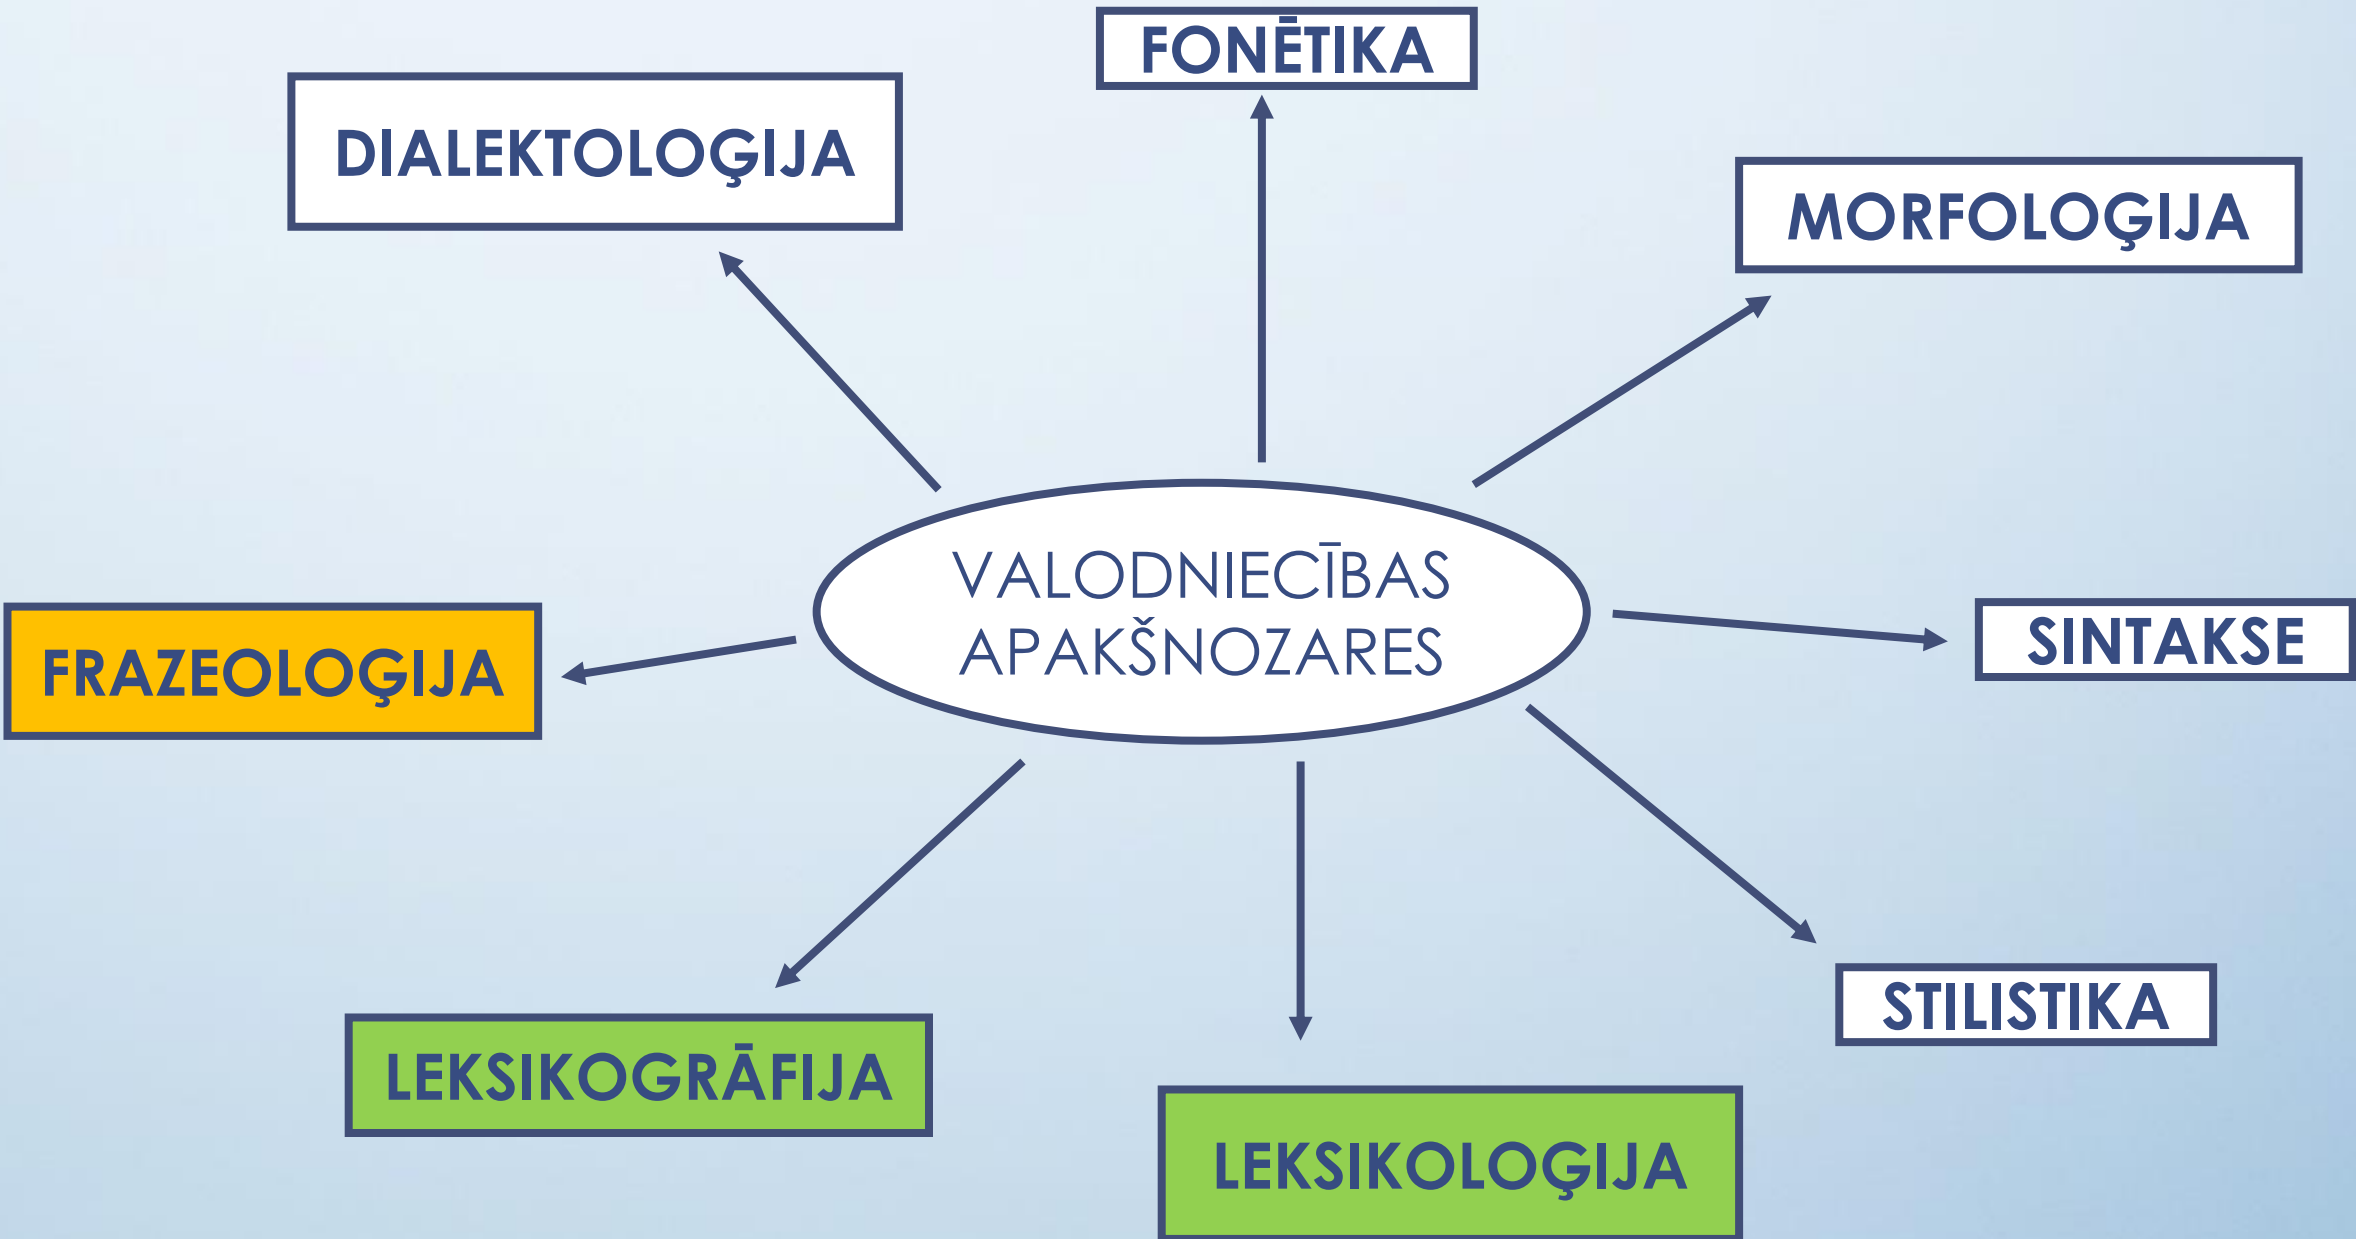 FONĒTIKA
DIALEKTOLOĢIJA
MORFOLOĢIJA
VALODNIECĪBAS
APAKŠNOZARES
FRAZEOLOĢIJA
SINTAKSE
STILISTIKA
LEKSIKOGRĀFIJA
LEKSIKOLOĢIJA